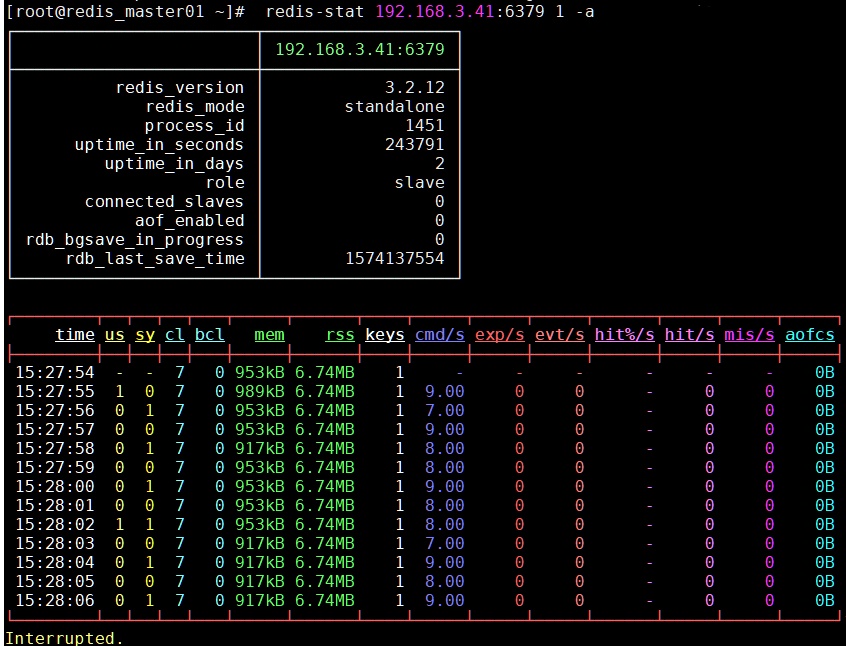 [root@redis_master01 ~]# redis-stat 192.168.3.41:6379 1 -a
192.168.3.41:6379
redis_version 3.2.12
redis_mode standalone
process_id 1451
uptime_in_seconds 243791
uptime_in_days 2
role slave
connected_slaves 0
aof_enabled 0
rdb_bgsave_in_progress 0
rdb_last_save_time 1574137554
time us sy cl bcl mem rss keys cmd/s exp/s evt/s hit%/s hit/s mis/s aofcs
15:27:54 - - 7 0 953kB 6.74MB 1 - - - - - - 0B
15:27:55 1 0 7 0 989kB 6.74MB 1 9.00 0 0 - 0 0 0B
15:27:56 0 1 7 0 953kB 6.74MB 1 7.00 0 0 - 0 0 0B
15:27:57 0 0 7 0 953kB 6.74MB 1 9.00 0 0 - 0 0 0B
15:27:58 0 1 7 0 917kB 6.74MB 1 8.00 0 0 - 0 0 0B
15:27:59 0 0 7 0 953kB 6.74MB 1 8.00 0 0 - 0 0 0B
15:28:00 0 1 7 0 953kB 6.74MB 1 9.00 0 0 - 0 0 0B
15:28:01 0 0 7 0 953kB 6.74MB 1 8.00 0 0 - 0 0 0B
15:28:02 1 1 7 0 953kB 6.74MB 1 8.00 0 0 - 0 0 0B
15:28:03 0 0 7 0 917kB 6.74MB 1 7.00 0 0 - 0 0 0B
15:28:04 0 1 7 0 917kB 6.74MB 1 9.00 0 0 - 0 0 0B
15:28:05 0 0 7 0 917kB 6.74MB 1 8.00 0 0 - 0 0 0B
15:28:06 0 1 7 0 917kB 6.74MB 1 9.00 0 0 - 0 0 0B
Interrupted.